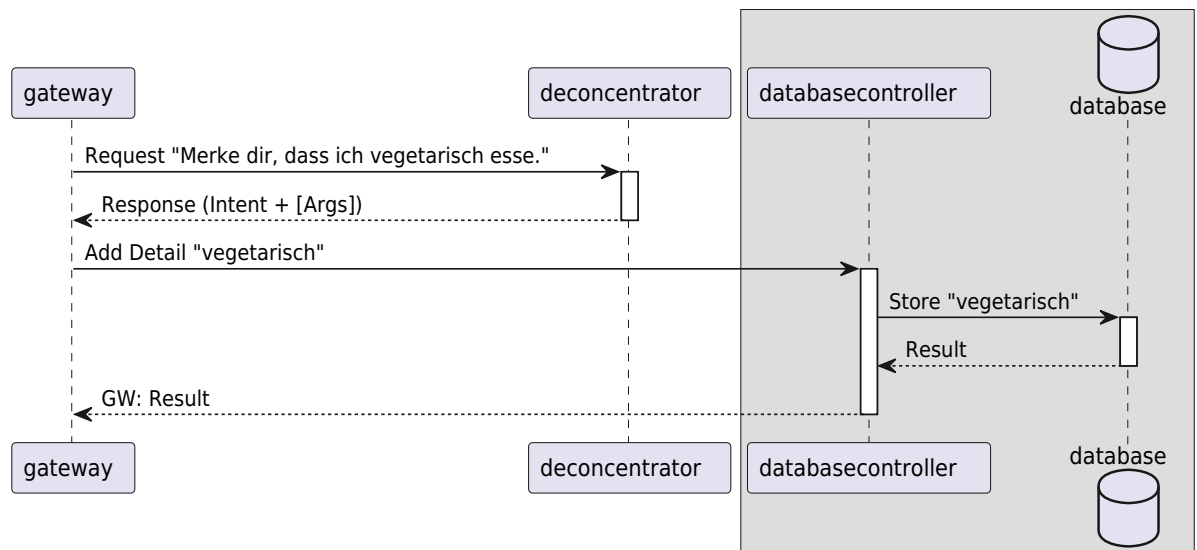 database
gateway
deconcentrator
databasecontroller
Request "Merke dir, dass ich vegetarisch esse."
Response (Intent + [Args])
Add Detail "vegetarisch"
Store "vegetarisch"
Result
GW: Result
gateway
deconcentrator
databasecontroller
database